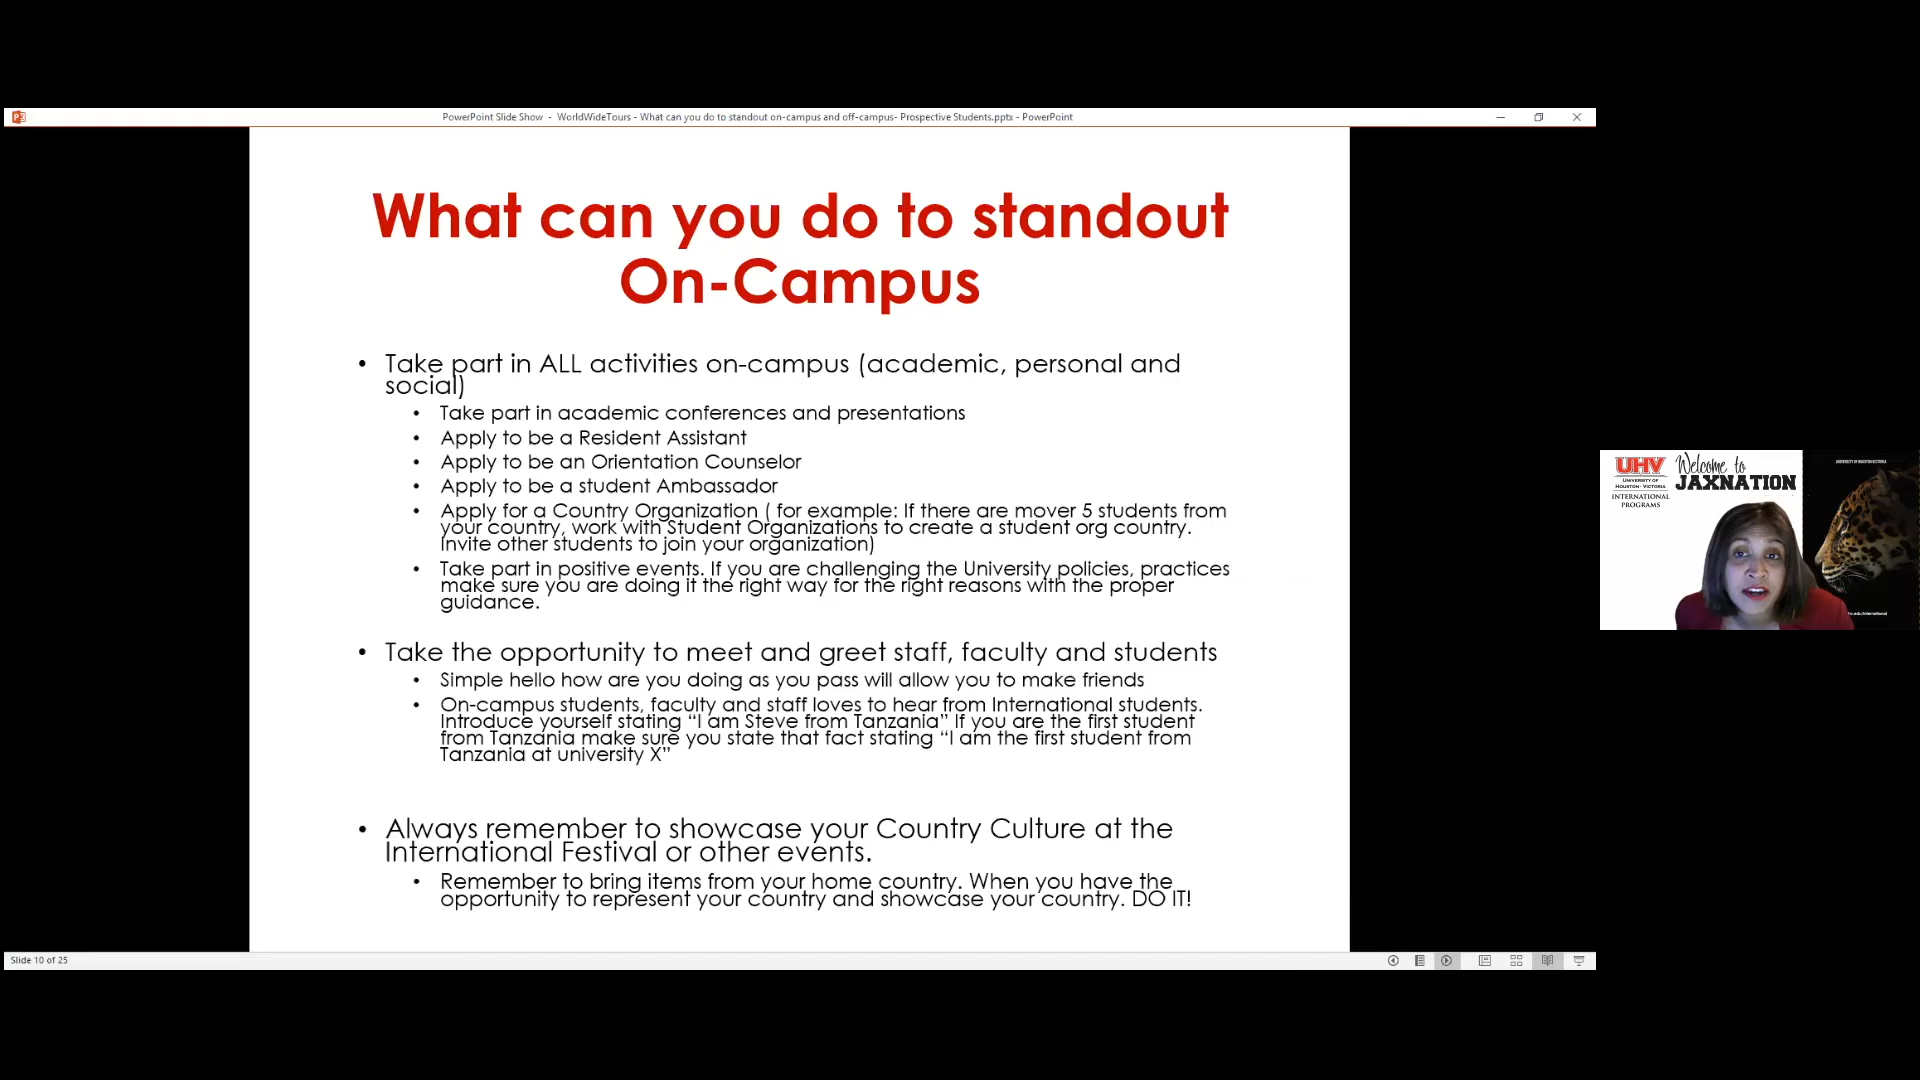 PowerPoint Slide Show - WorldWideTours - What can you do to standout on-campus and off-campus- Prospective Students.pptx - PowerPoint
What can you do to standout
On-Campus
• Take part in ALL activities on-campus (academic, personal and
social)
• Take part in academic conferences and presentations
• Apply to be a Resident Assistant
• Apply to be an Orientation Counselor
• Apply to be a student Ambassador
• Apply for a Country Organization ( for example: If there are mover 5 students from
your country, work with Student Organizations to create a student org country.
Invite other students to join your organization)
• Take part in positive events. If you are challenging the University policies, practices
make sure you are doing it the right way for the right reasons with the proper
guidance.
• Take the opportunity to meet and greet staff, faculty and students
• Simple hello how are you doing as you pass will allow you to make friends
• On-campus students, faculty and staff loves to hear from International students.
Introduce yourself stating “I am Steve from Tanzania” If you are the first student
from Tanzania make sure you state that fact stating “I am the first student from
Tanzania at university X”
• Always remember to showcase your Country Culture at the
International Festival or other events.
• Remember to bring items from your home country. When you have the
opportunity to represent your country and showcase your country. DO IT!
Slide 10 of 25
UHV
UNIVERSITY OF
HOUSTON-VICTORIA
INTERNATIONAL
PROGRAMS
Welcome to
JAXNATION
UNIVERSITY OF HOUSTON-VICTORIA